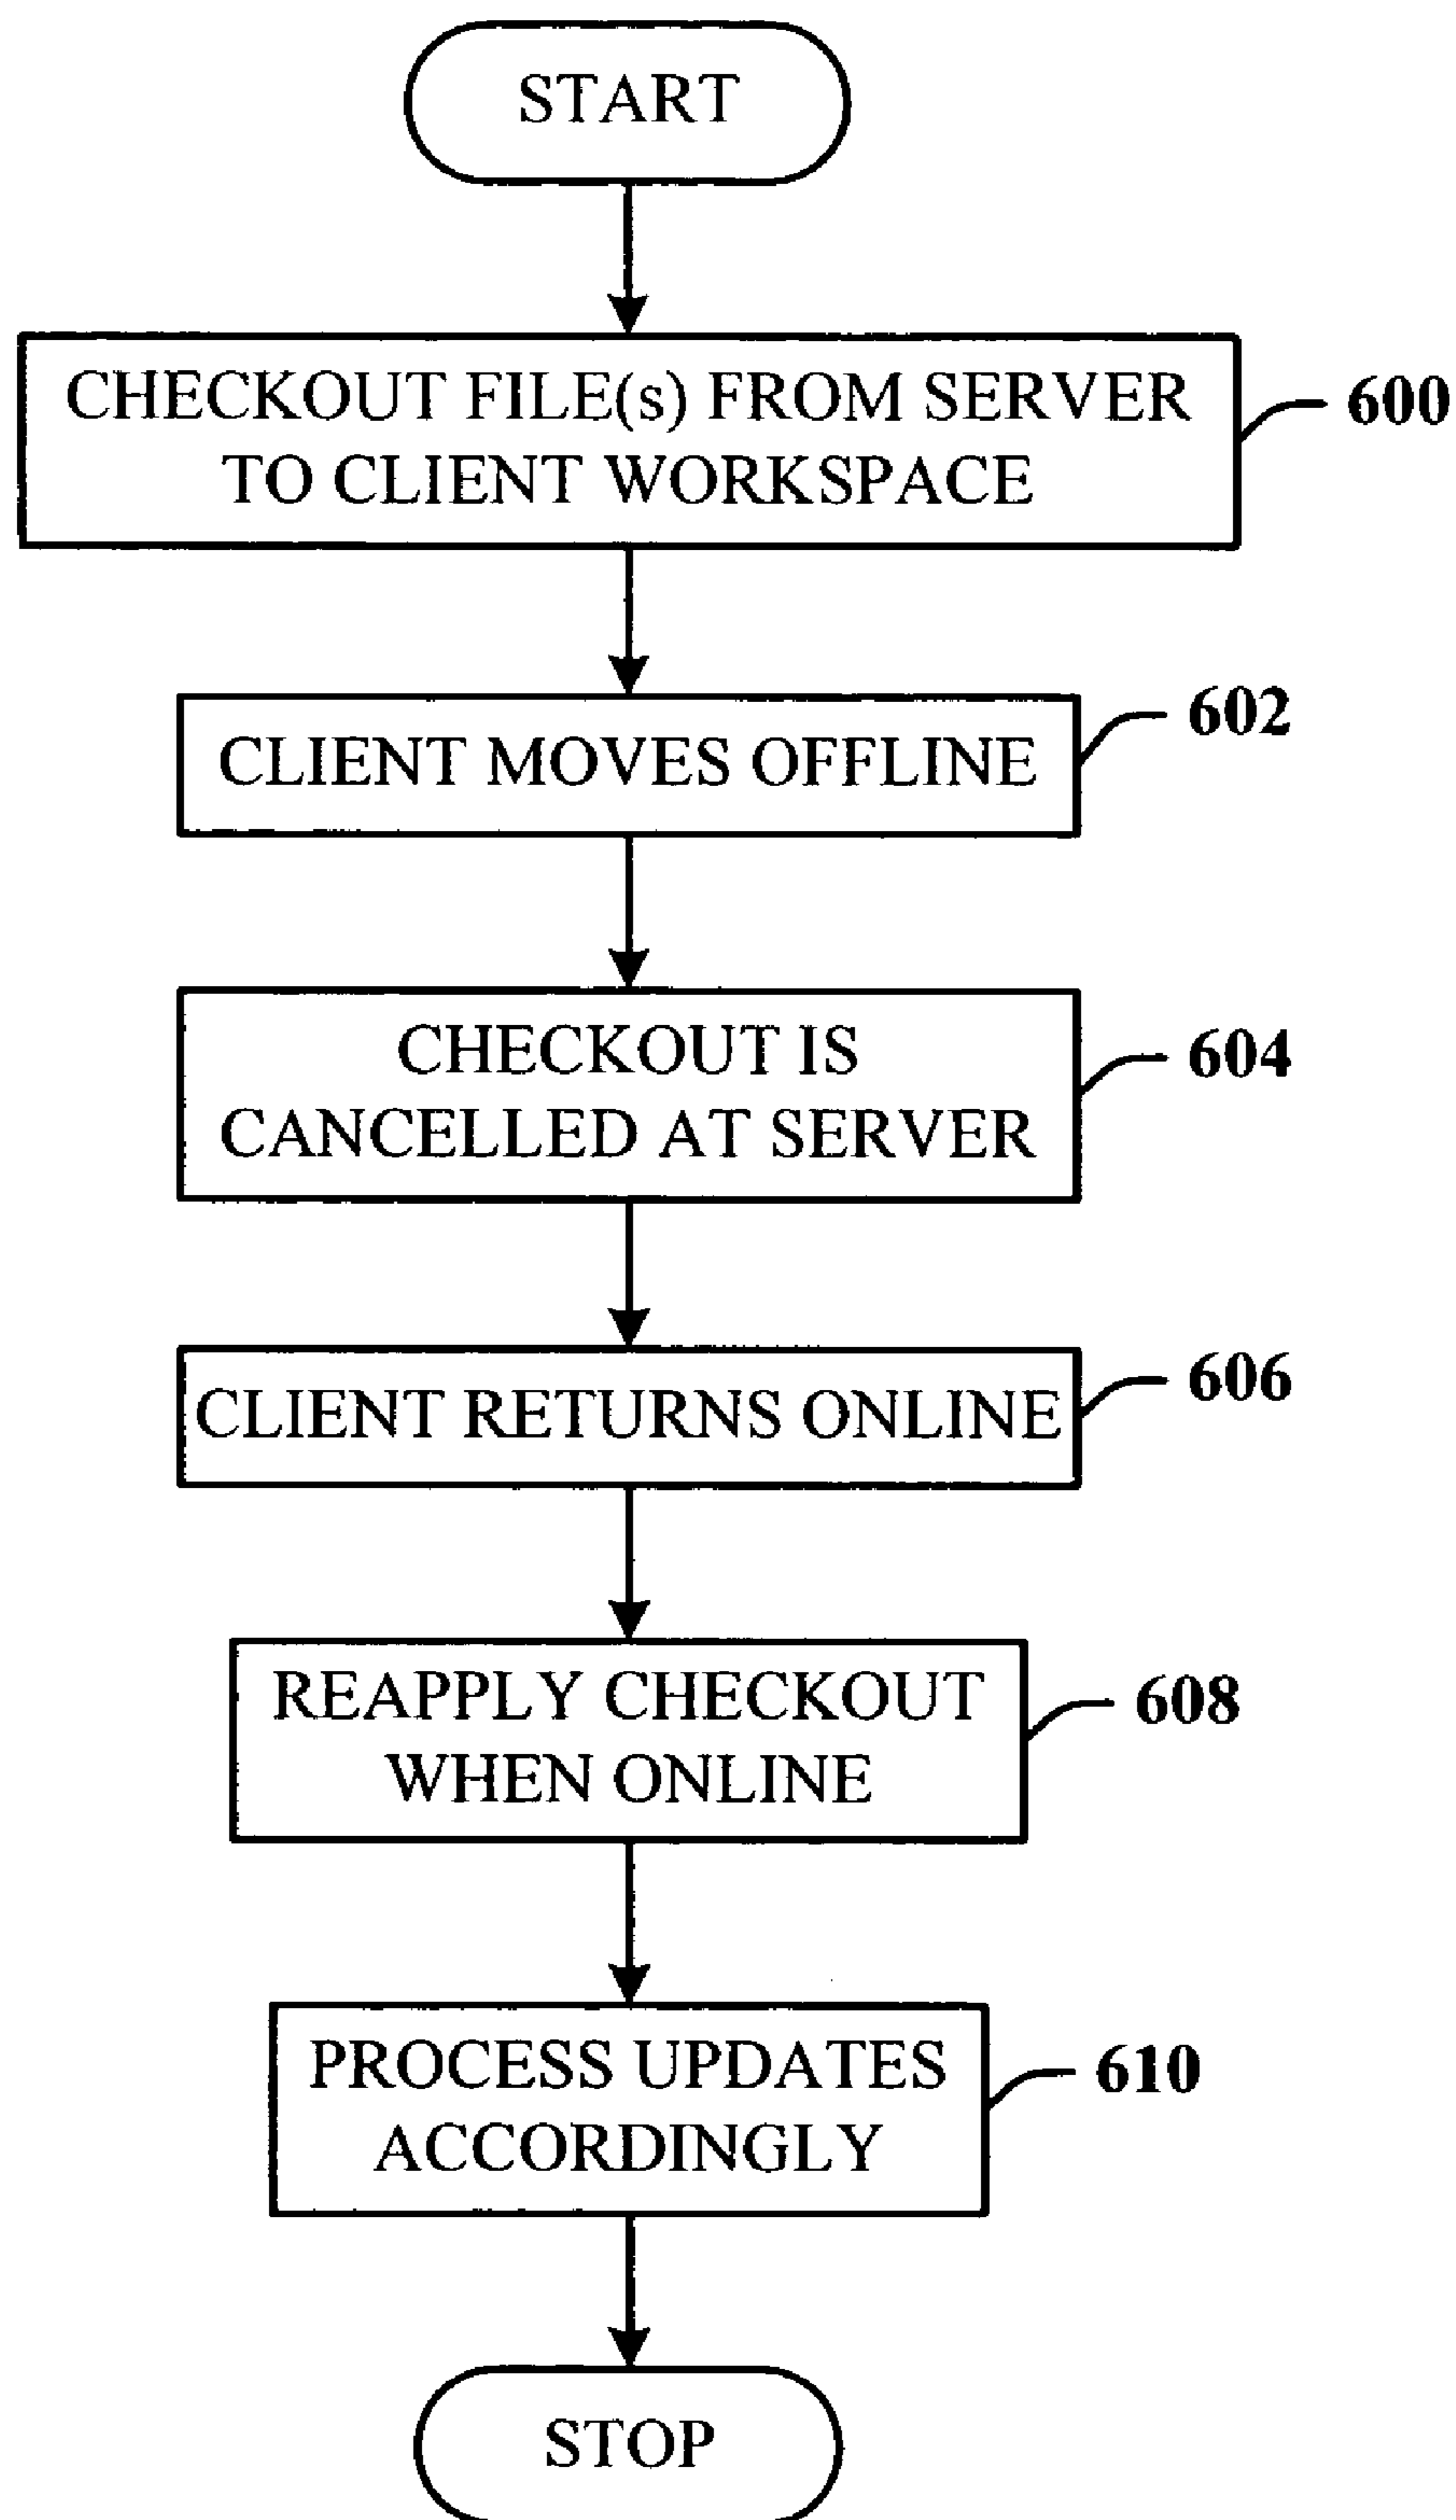 START
CHECKOUT FILE(s) FROM SERVER
TO CLIENT WORKSPACE
600
CLIENT MOVES OFFLINE
602
CHECKOUT IS
CANCELLED AT SERVER
604
CLIENT RETURNS ONLINE
606
REAPPLY CHECKOUT
WHEN ONLINE
608
PROCESS UPDATES
ACCORDINGLY
610
STOP